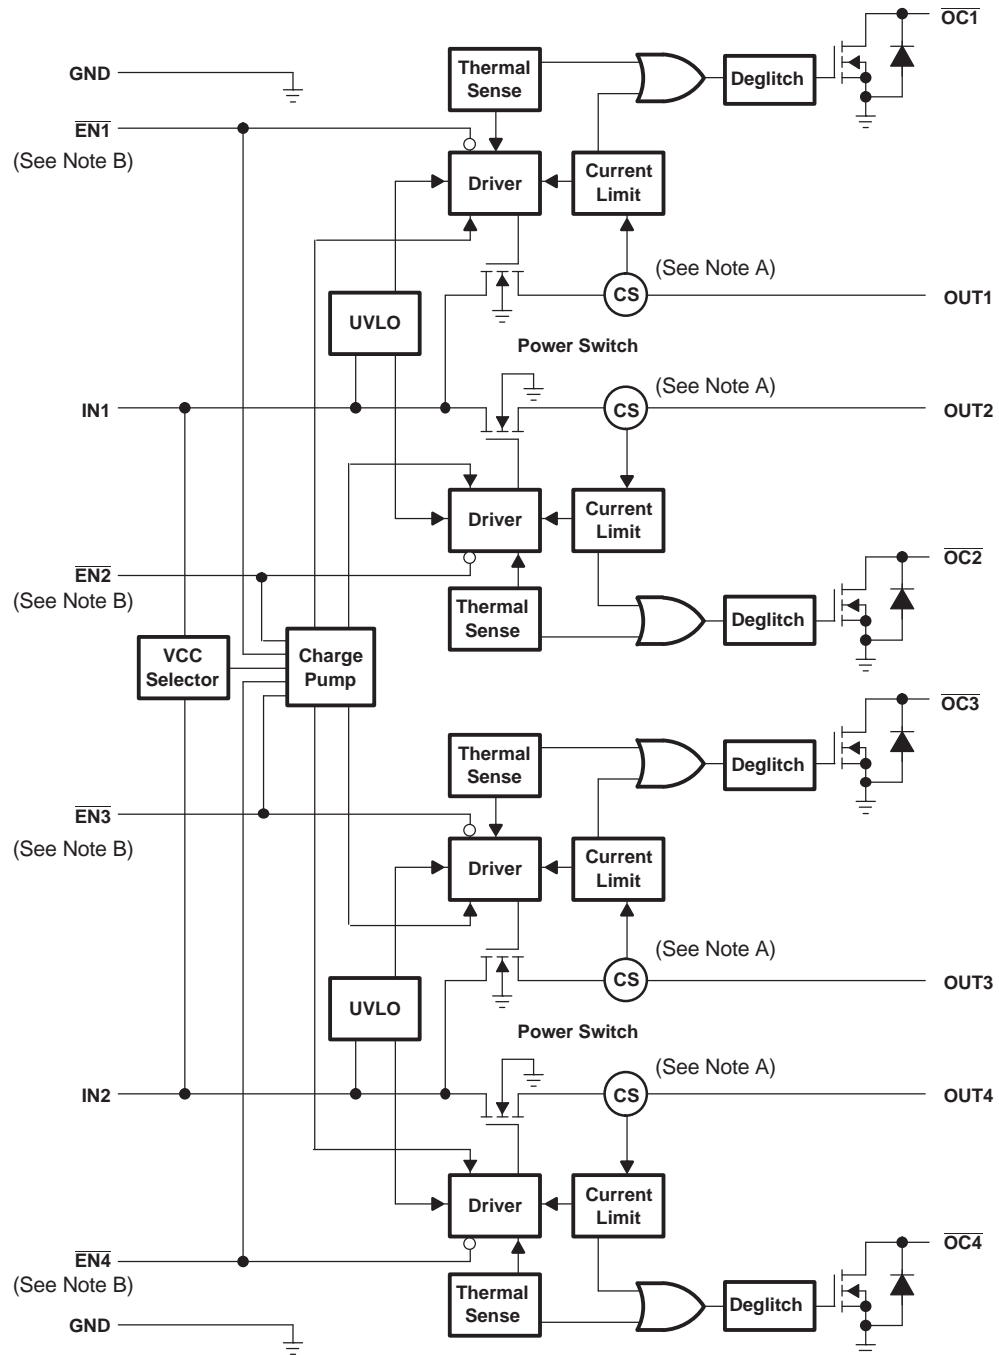 OC1
GND
Thermal
Sense
Deglitch
EN1
(See Note B)
Driver
Current
Limit
(See Note A)
CS
OUT1
UVLO
Power Switch
(See Note A)
IN1
CS
OUT2
Driver
Current
Limit
OC2
EN2
(See Note B)
Thermal
Sense
Deglitch
VCC
Selector
Charge
Pump
OC3
Thermal
Sense
Deglitch
EN3
(See Note B)
Driver
Current
Limit
(See Note A)
CS
OUT3
UVLO
Power Switch
(See Note A)
IN2
CS
OUT4
Driver
Current
Limit
OC4
EN4
(See Note B)
Thermal
Sense
Deglitch
GND